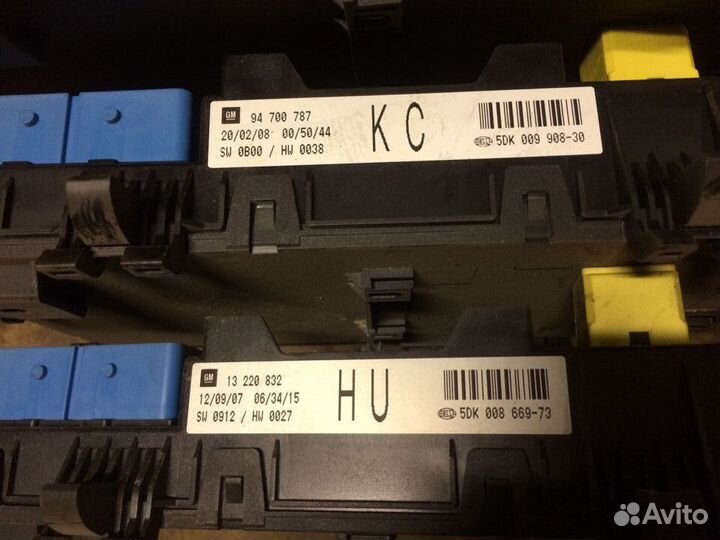 GM 94 700 787
20/02/08 00/50/44
SW 0B00 / HW 0038
KC
HELLA 5DK 009 908-30
GM 13 220 832
12/09/07 06/34/15
SW 0912 / HW 0027
HU
HELLA 5DK 008 669-73
Avito